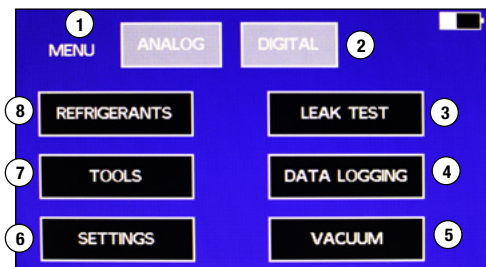 1
MENU ANALOG DIGITAL 2
8 REFRIGERANTS LEAK TEST 3
7 TOOLS DATA LOGGING 4
6 SETTINGS VACUUM 5